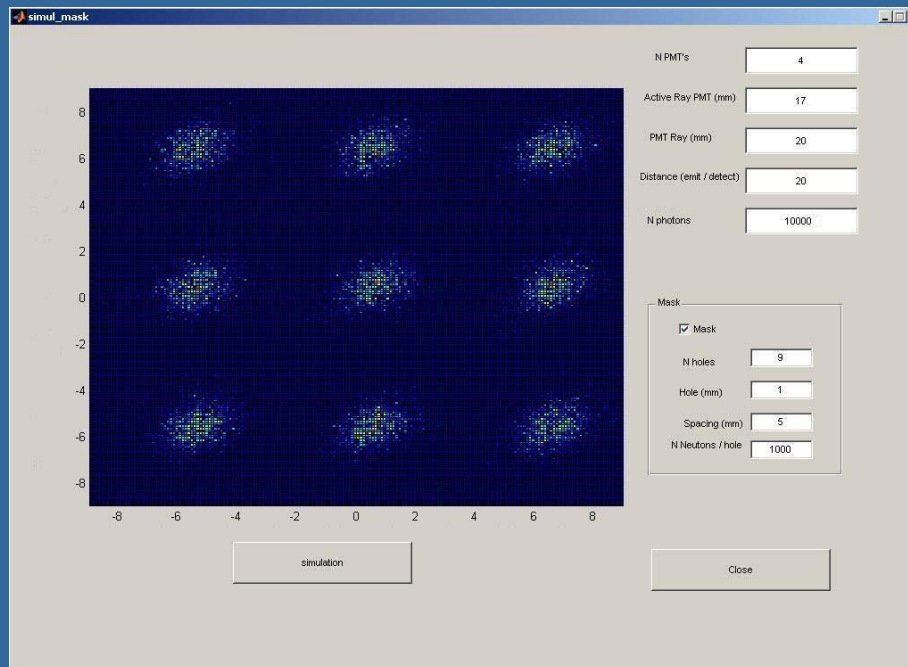 simul_mask
N PMT's 4
Active Ray PMT (mm) 17
PMT Ray (mm) 20
Distance (emit / detect) 20
N photons 10000
8
6
4
2
0
-2
-4
-6
-8
-8 -6 -4 -2 0 2 4 6 8
Mask
Mask
N holes 9
Hole (mm) 1
Spacing (mm) 5
N Neutons / hole 1000
simulation
Close